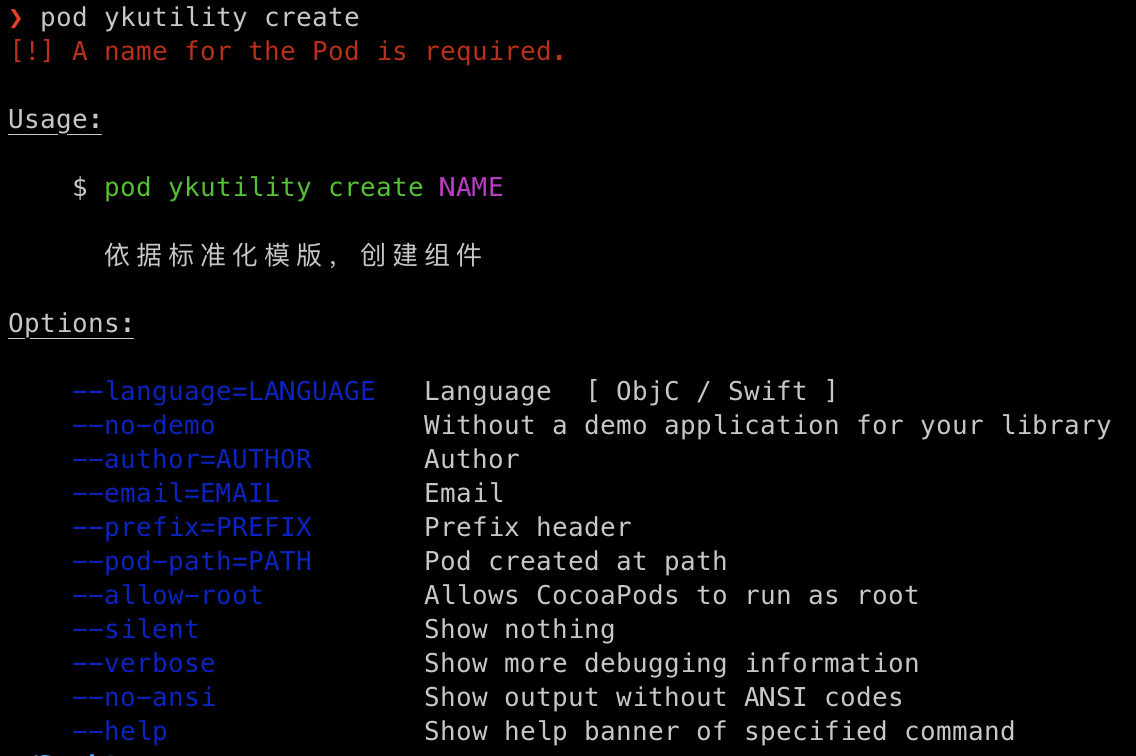 ❯ pod ykutility create
[!] A name for the Pod is required.
Usage:
$ pod ykutility create NAME
依据标准化模版，创建组件
Options:
--language=LANGUAGE Language [ ObjC / Swift ]
--no-demo Without a demo application for your library
--author=AUTHOR Author
--email=EMAIL Email
--prefix=PREFIX Prefix header
--pod-path=PATH Pod created at path
--allow-root Allows CocoaPods to run as root
--silent Show nothing
--verbose Show more debugging information
--no-ansi Show output without ANSI codes
--help Show help banner of specified command